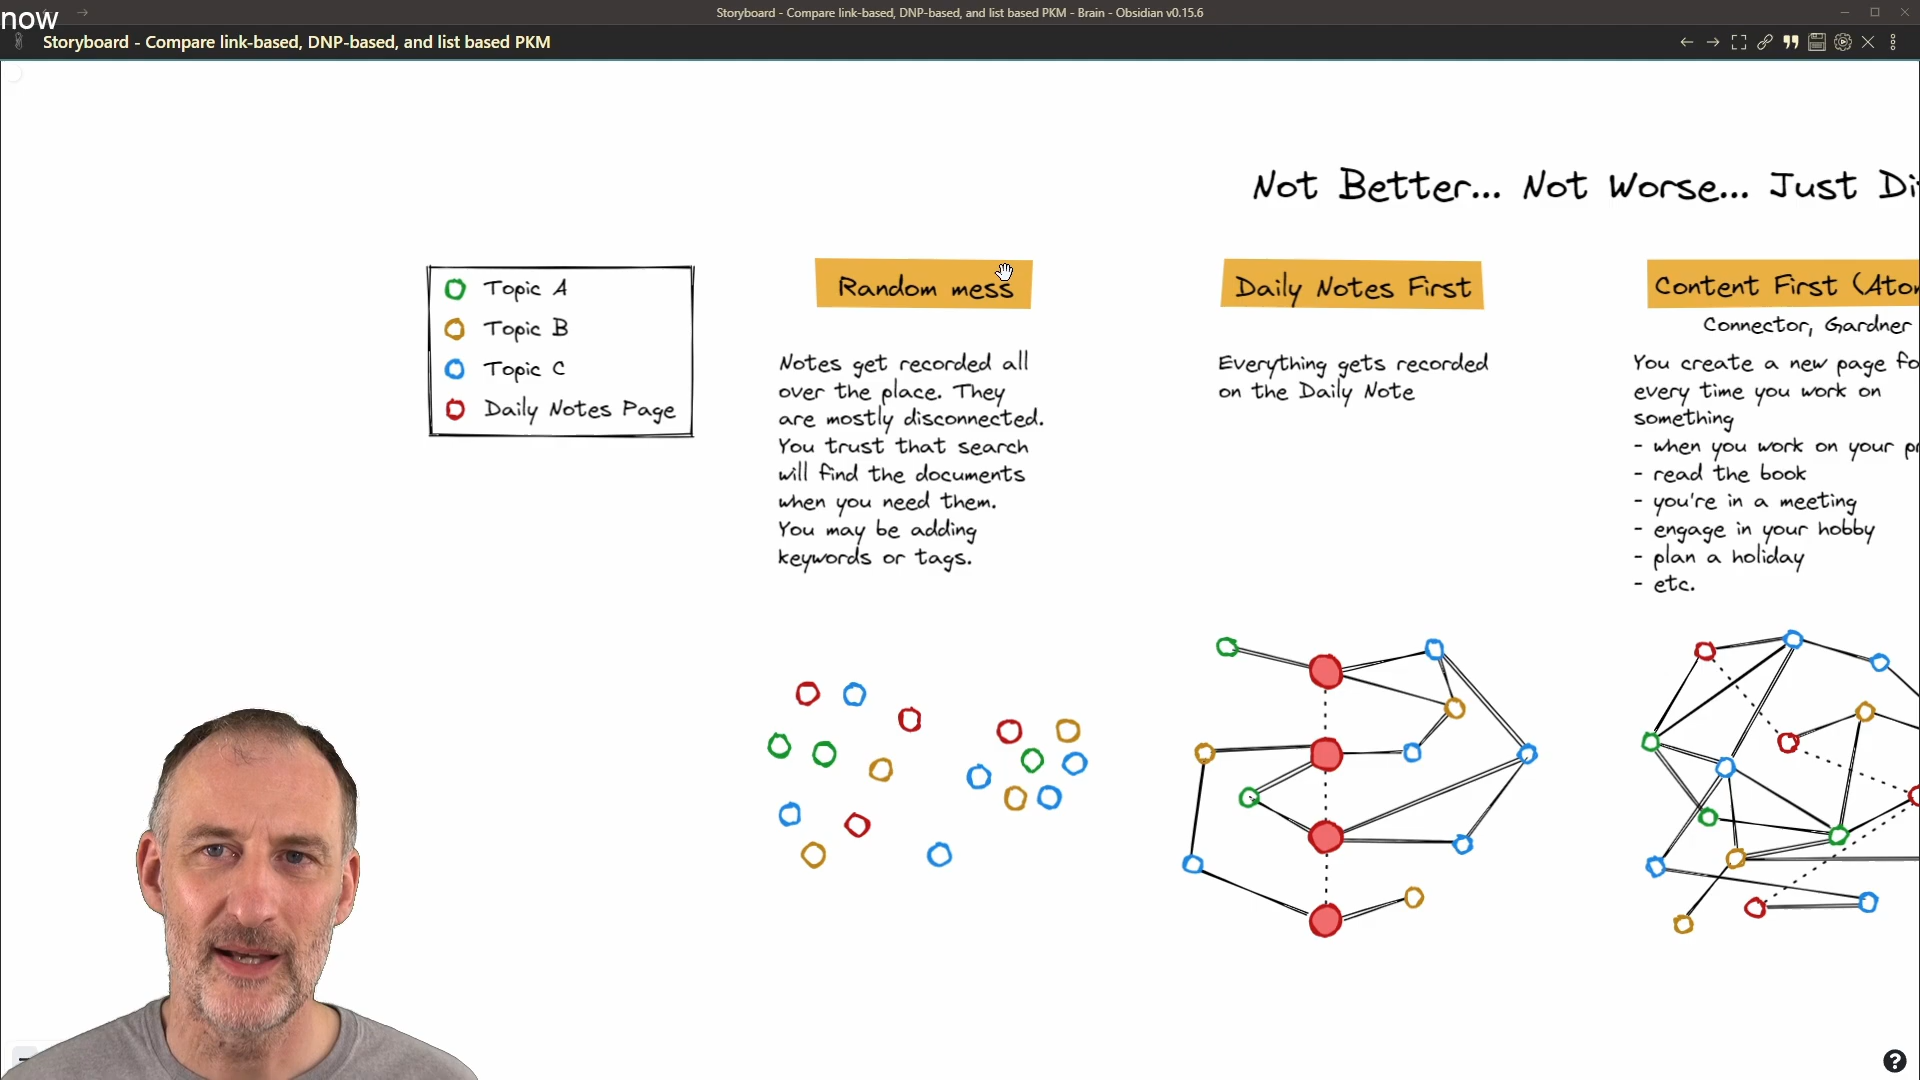 now
Storyboard - Compare link-based, DNP-based, and list based PKM - Brain - Obsidian v0.15.6
Storyboard - Compare link-based, DNP-based, and list based PKM
Not Better... Not Worse... Just Di
Topic A
Topic B
Topic C
Daily Notes Page
Random mess
Notes get recorded all
over the place. They
are mostly disconnected.
You trust that search
will find the documents
when you need them.
You may be adding
keywords or tags.
Daily Notes First
Everything gets recorded
on the Daily Note
Content First (Ato
Connector, Gardner
You create a new page fo
every time you work on
something
- when you work on your p
- read the book
- you're in a meeting
- engage in your hobby
- plan a holiday
- etc.